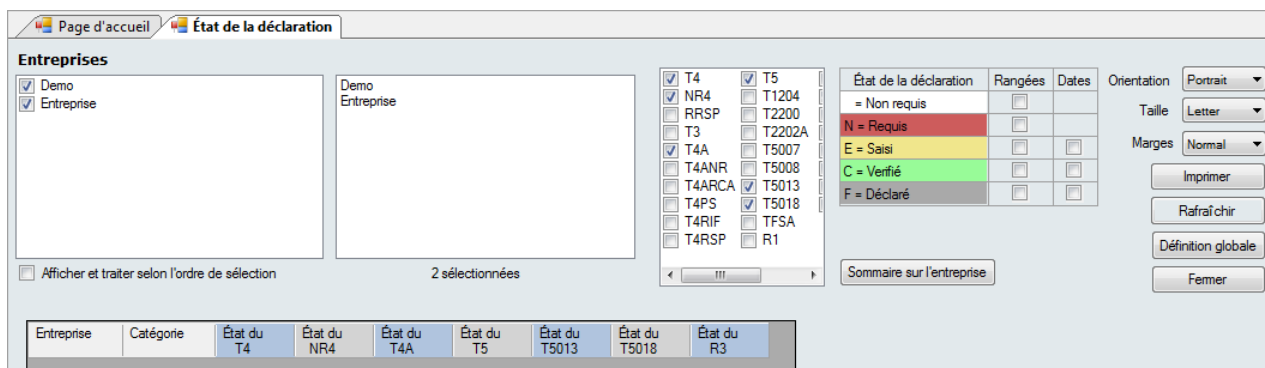 Page d'accueil
État de la déclaration
Entreprises
Demo
Entreprise
Demo
Entreprise
Afficher et traiter selon l'ordre de sélection
2 sélectionnées
T4
NR4
RRSP
T3
T4A
T4ANR
T4ARCA
T4PS
T4RIF
T4RSP
T5
T1204
T2200
T2202A
T5007
T5008
T5013
T5018
TFSA
R1
État de la déclaration Rangées Dates
= Non requis
N = Requis
E = Saisi
C = Verifié
F = Déclaré
Sommaire sur l'entreprise
Orientation Portrait
Taille Letter
Marges Normal
Imprimer
Rafraîchir
Définition globale
Fermer
Entreprise
Catégorie
État du
T4
État du
NR4
État du
T4A
État du
T5
État du
T5013
État du
T5018
État du
R3